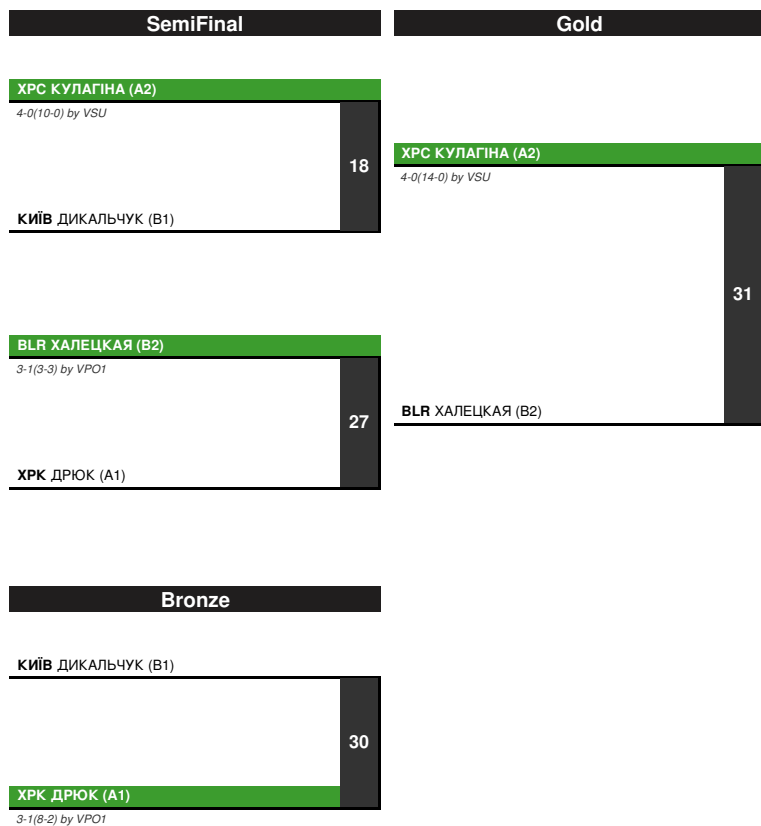 SemiFinal
ХРС КУЛАГІНА (A2)
4-0(10-0) by VSU
18
КИЇВ ДИКАЛЬЧУК (B1)
BLR ХАЛЕЦКАЯ (B2)
3-1(3-3) by VPO1
27
ХРК ДРЮК (A1)
Gold
ХРС КУЛАГІНА (A2)
4-0(14-0) by VSU
31
BLR ХАЛЕЦКАЯ (B2)
Bronze
КИЇВ ДИКАЛЬЧУК (B1)
30
ХРК ДРЮК (A1)
3-1(8-2) by VPO1